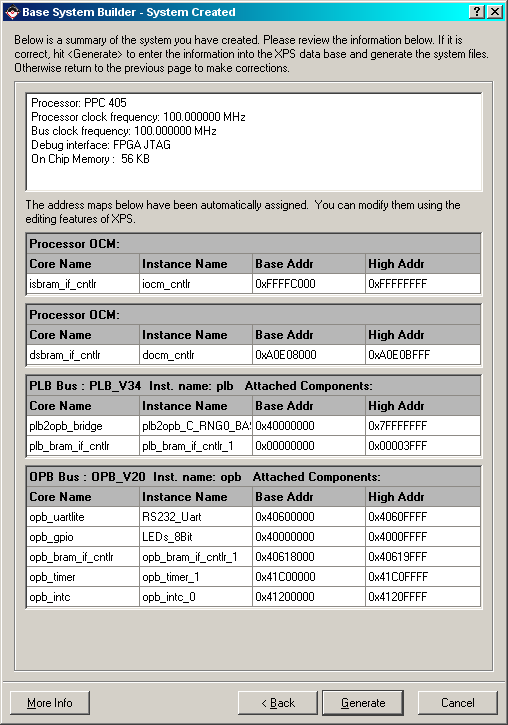 Base System Builder - System Created
Below is a summary of the system you have created. Please review the information below. If it is
correct, hit <Generate> to enter the information into the XPS data base and generate the system files.
Otherwise return to the previous page to make corrections.
Processor: PPC 405
Processor clock frequency: 100.000000 MHz
Bus clock frequency: 100.000000 MHz
Debug interface: FPGA JTAG
On Chip Memory : 56 KB
The address maps below have been automatically assigned. You can modify them using the
editing features of XPS.
Processor OCM:
Core Name Instance Name Base Addr High Addr
isbram_if_cntlr iocm_cntlr 0xFFFFC000 0xFFFFFFFF
Processor OCM:
Core Name Instance Name Base Addr High Addr
dsbram_if_cntlr docm_cntlr 0xA0E08000 0xA0E0BFFF
PLB Bus : PLB_V34 Inst. name: plb Attached Components:
Core Name Instance Name Base Addr High Addr
plb2opb_bridge plb2opb_C_RNG0_BAS 0x40000000 0x7FFFFFFF
plb_bram_if_cntlr plb_bram_if_cntlr_1 0x00000000 0x00003FFF
OPB Bus : OPB_V20 Inst. name: opb Attached Components:
Core Name Instance Name Base Addr High Addr
opb_uartlite RS232_Uart 0x40600000 0x4060FFFF
opb_gpio LEDs_8Bit 0x40000000 0x4000FFFF
opb_bram_if_cntlr opb_bram_if_cntlr_1 0x40618000 0x40619FFF
opb_timer opb_timer_1 0x41C00000 0x41C0FFFF
opb_intc opb_intc_0 0x41200000 0x4120FFFF
More Info < Back Generate Cancel